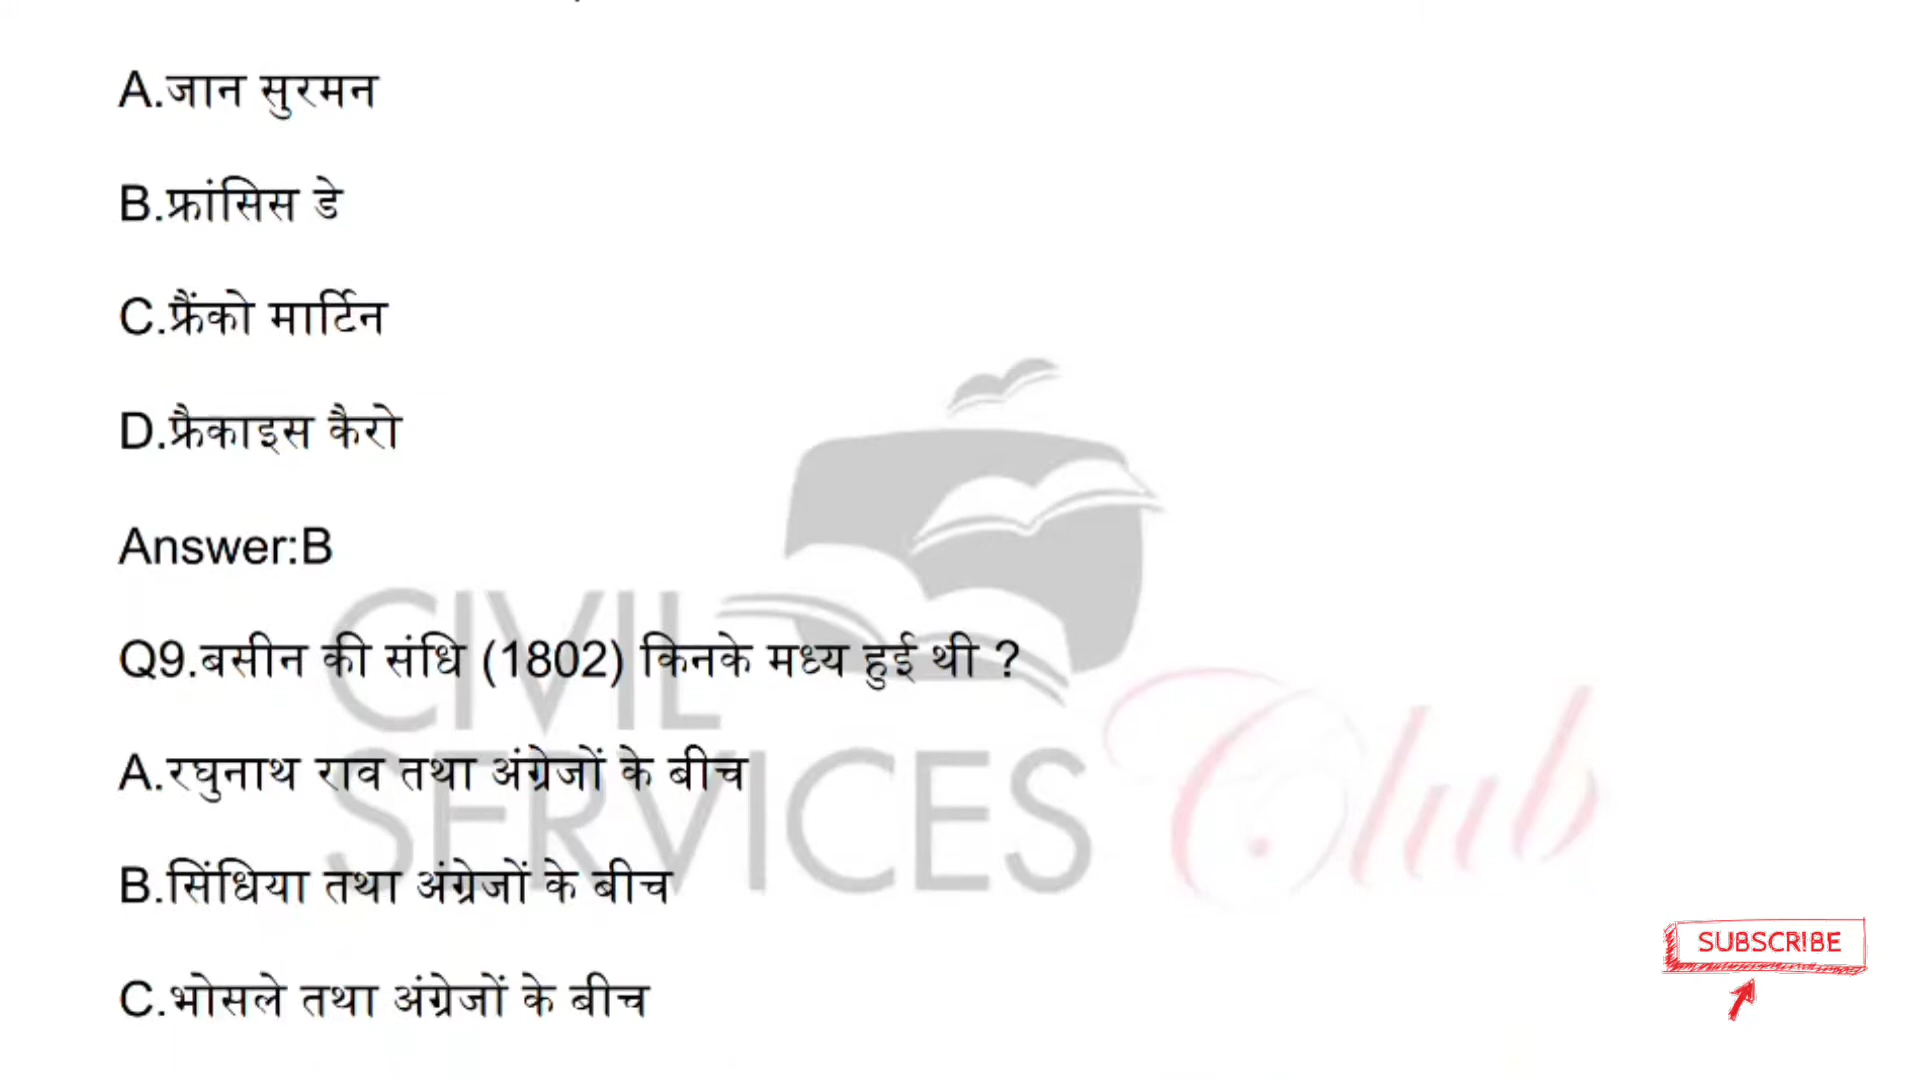 A.जान सुरमन
B.फ्रांसिस डे
C.फ्रैंको मार्टिन
D.फ्रैकाइस कैरो
Answer:B
CIVIL
Q9.बसीन की संधि (1802) किनके मध्य हुई थी ?
SERVICES Club
A.रघुनाथ राव तथा अंग्रेजों के बीच
B.सिंधिया तथा अंग्रेजों के बीच
SUBSCRIBE
C.भोसले तथा अंग्रेजों के बीच